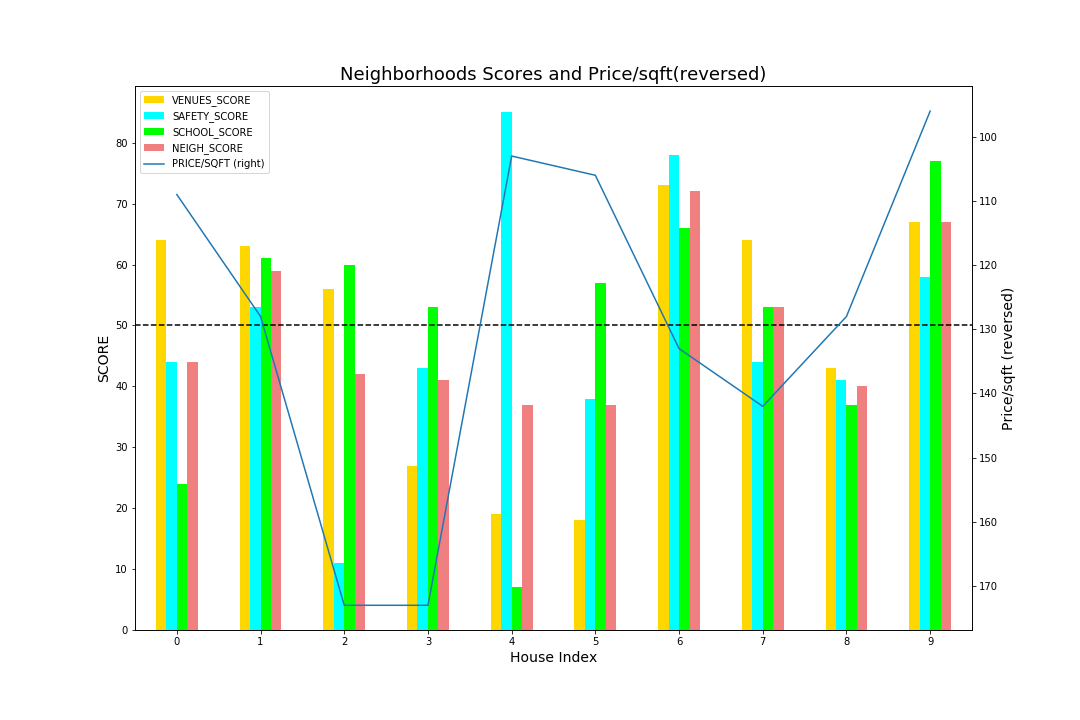 Neighborhoods Scores and Price/sqft(reversed)
VENUES_SCORE
SAFETY_SCORE
SCHOOL_SCORE
NEIGH_SCORE
PRICE/SQFT (right)
80
70
60
50
40
30
20
10
0
SCORE
100
110
120
130
140
150
160
170
Price/sqft (reversed)
0 1 2 3 4 5 6 7 8 9
House Index